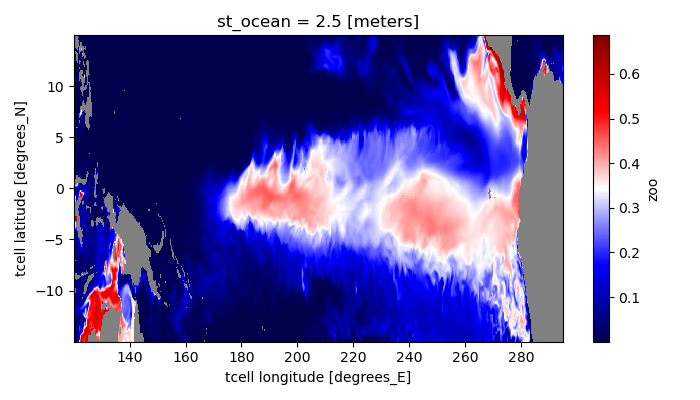 st_ocean = 2.5 [meters]
10
5
0
−5
−10
tcell latitude [degrees_N]
140 160 180 200 220 240 260 280
tcell longitude [degrees_E]
0.6
0.5
0.4
0.3
0.2
0.1
zoo